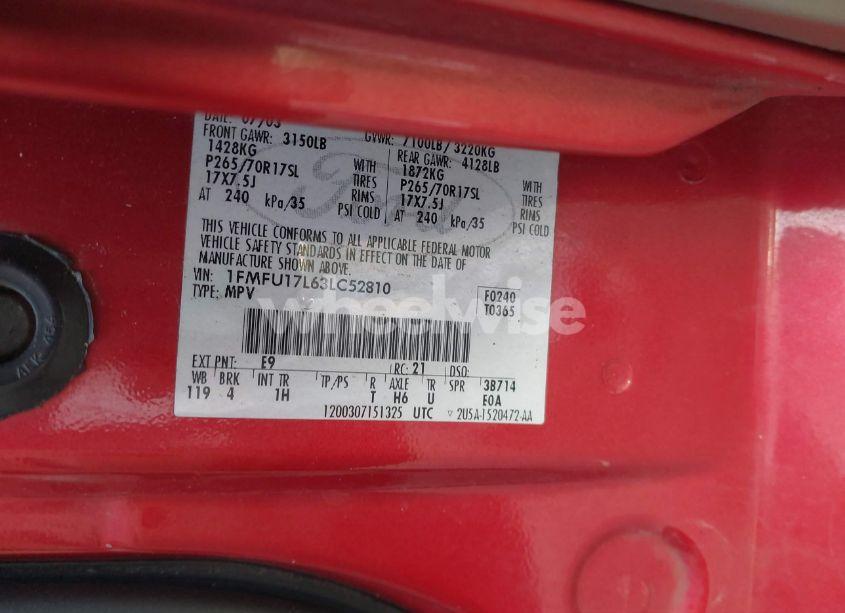 DATE: 07/03 GVWR: 7100LB/3220KG
FRONT GAWR: 3150LB REAR GAWR: 4128LB
1428KG WITH 1872KG WITH
P265/70R17SL TIRES P265/70R17SL TIRES
17X7.5J RIMS 17X7.5J RIMS
AT 240 kPa/35 PSI COLD AT 240 kPa/35 PSI COLD
Ford
THIS VEHICLE CONFORMS TO ALL APPLICABLE FEDERAL MOTOR
VEHICLE SAFETY STANDARDS IN EFFECT ON THE DATE OF
MANUFACTURE SHOWN ABOVE.
VIN: 1FMFU17L63LC52810
TYPE: MPV
F0240
T0365
wheelwise
EXT PNT: E9 RC: 21 DSO:
WB BRK INT TR TP/PS R AXLE TR SPR 3B714
119 4 1H T H6 U E0A
1200307151325 UTC ▽ 2U5A-1520472-AA